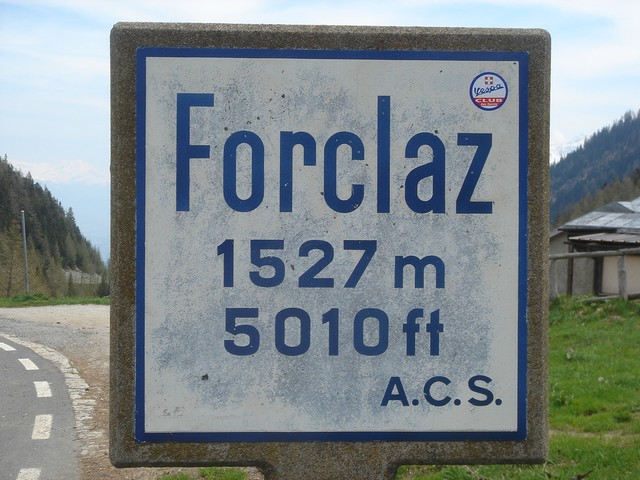 Vespa
CLUB
Forclaz
1527 m
5010 ft
A.C.S.